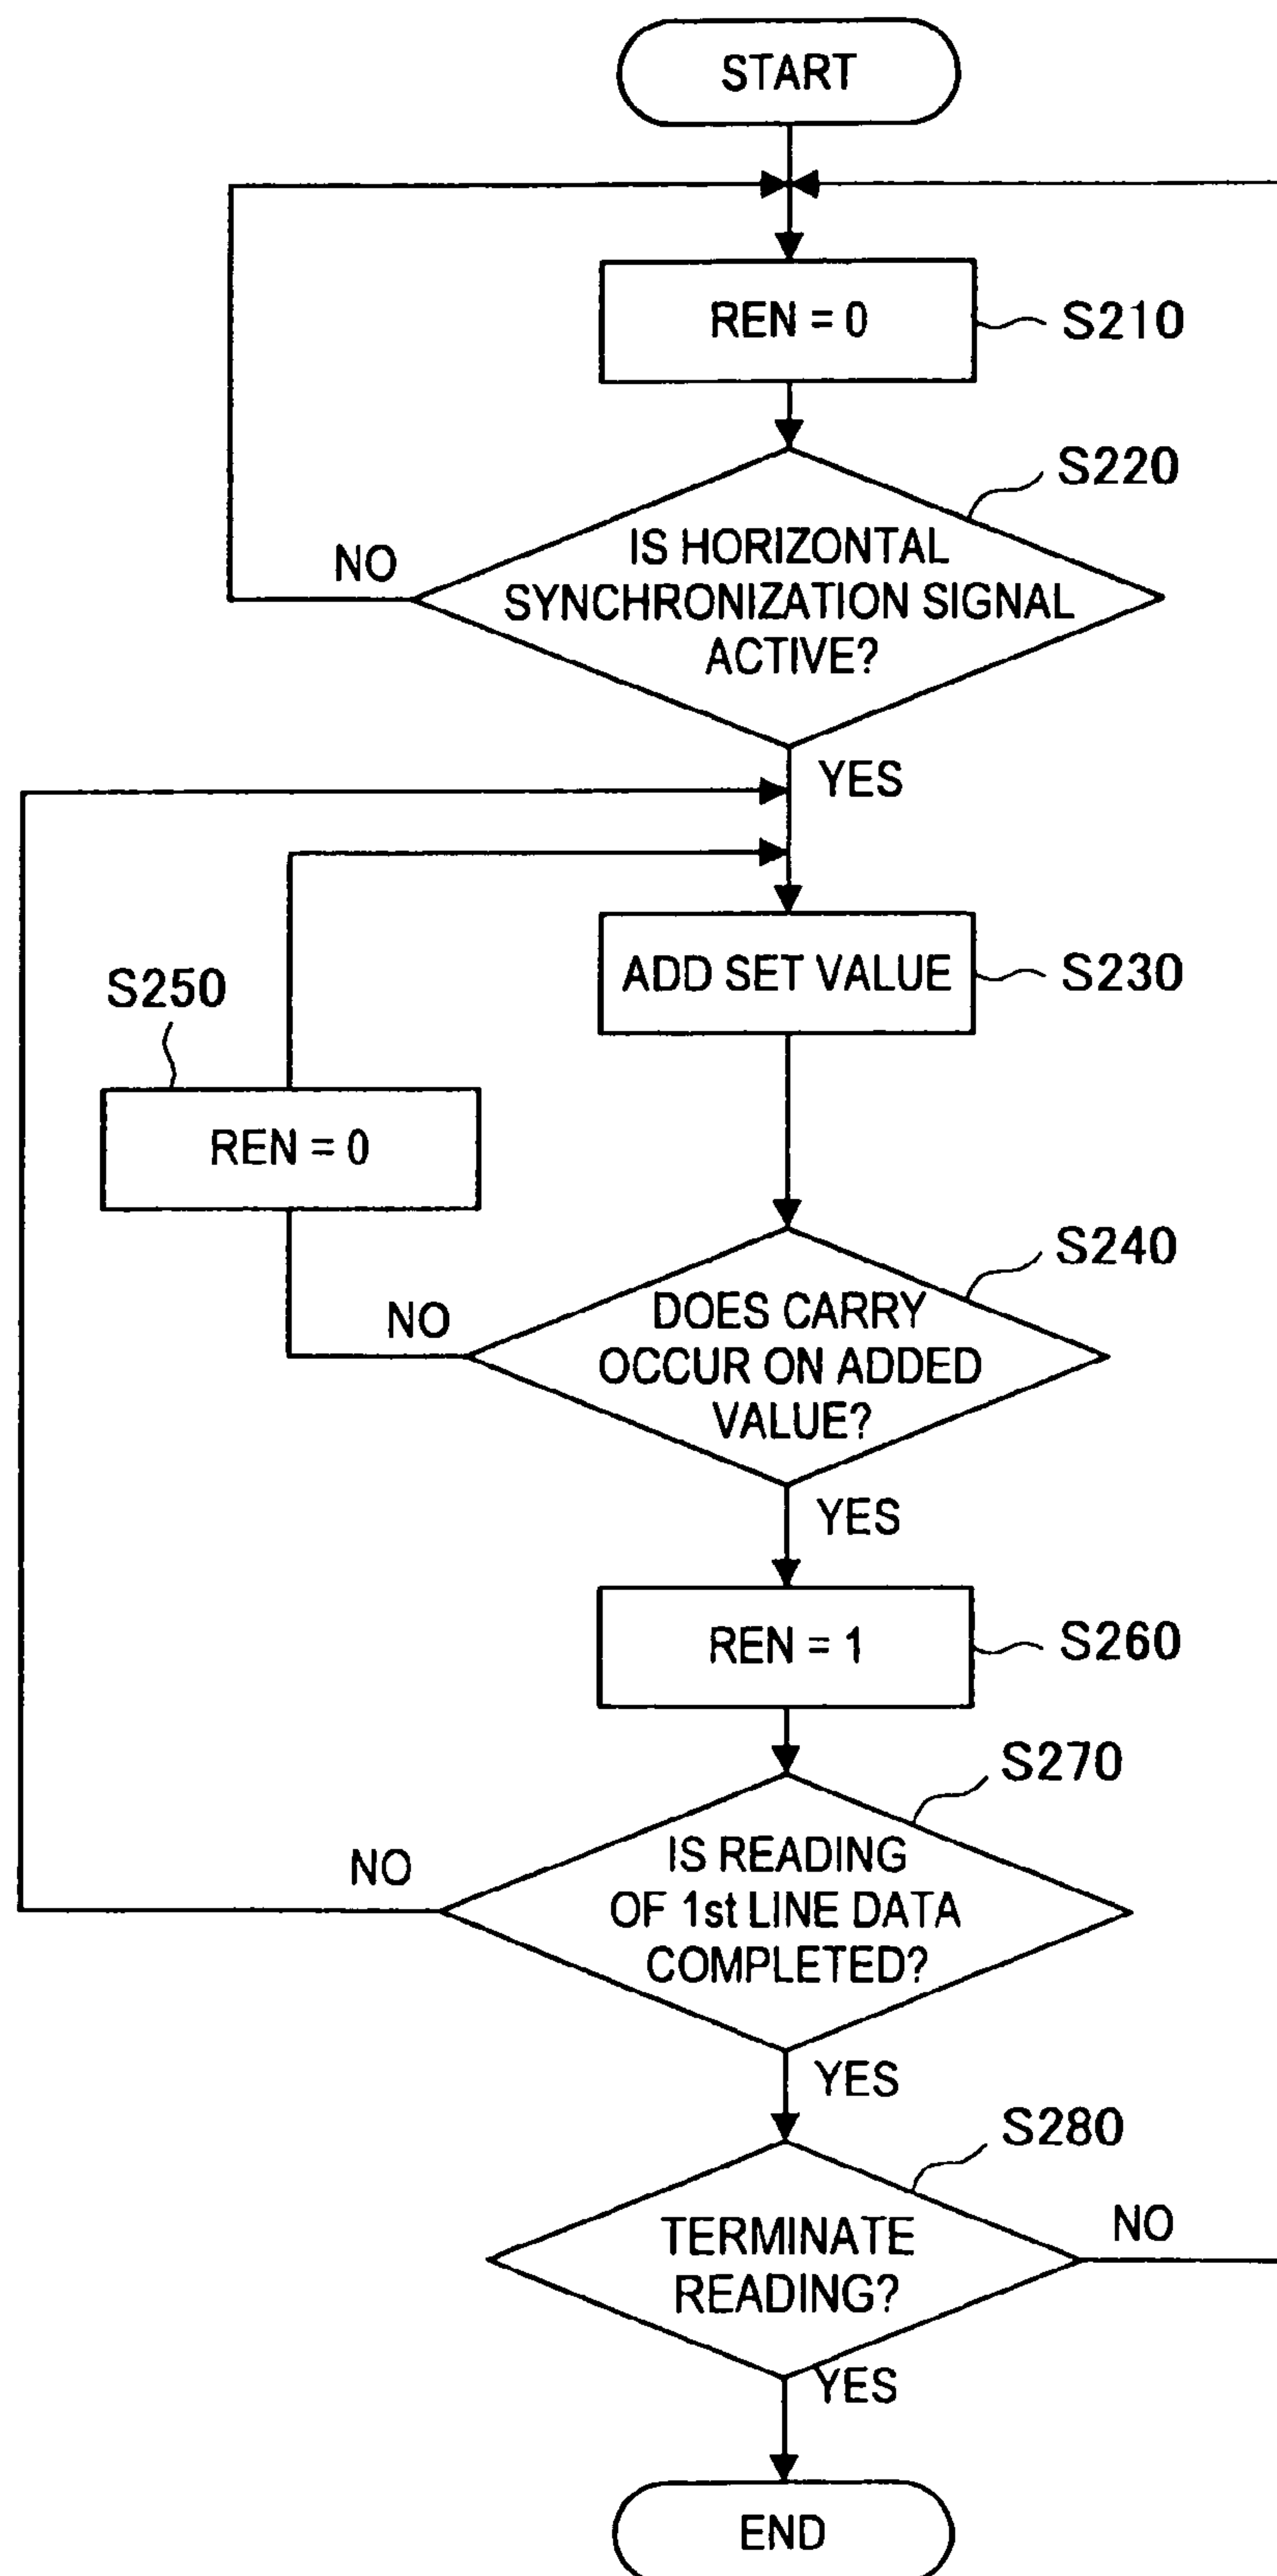 START
REN = 0
S210
S220
IS HORIZONTAL
SYNCHRONIZATION SIGNAL
ACTIVE?
NO
YES
ADD SET VALUE
S230
S250
REN = 0
S240
DOES CARRY
OCCUR ON ADDED
VALUE?
NO
YES
REN = 1
S260
S270
IS READING
OF 1st LINE DATA
COMPLETED?
NO
YES
S280
TERMINATE
READING?
NO
YES
END